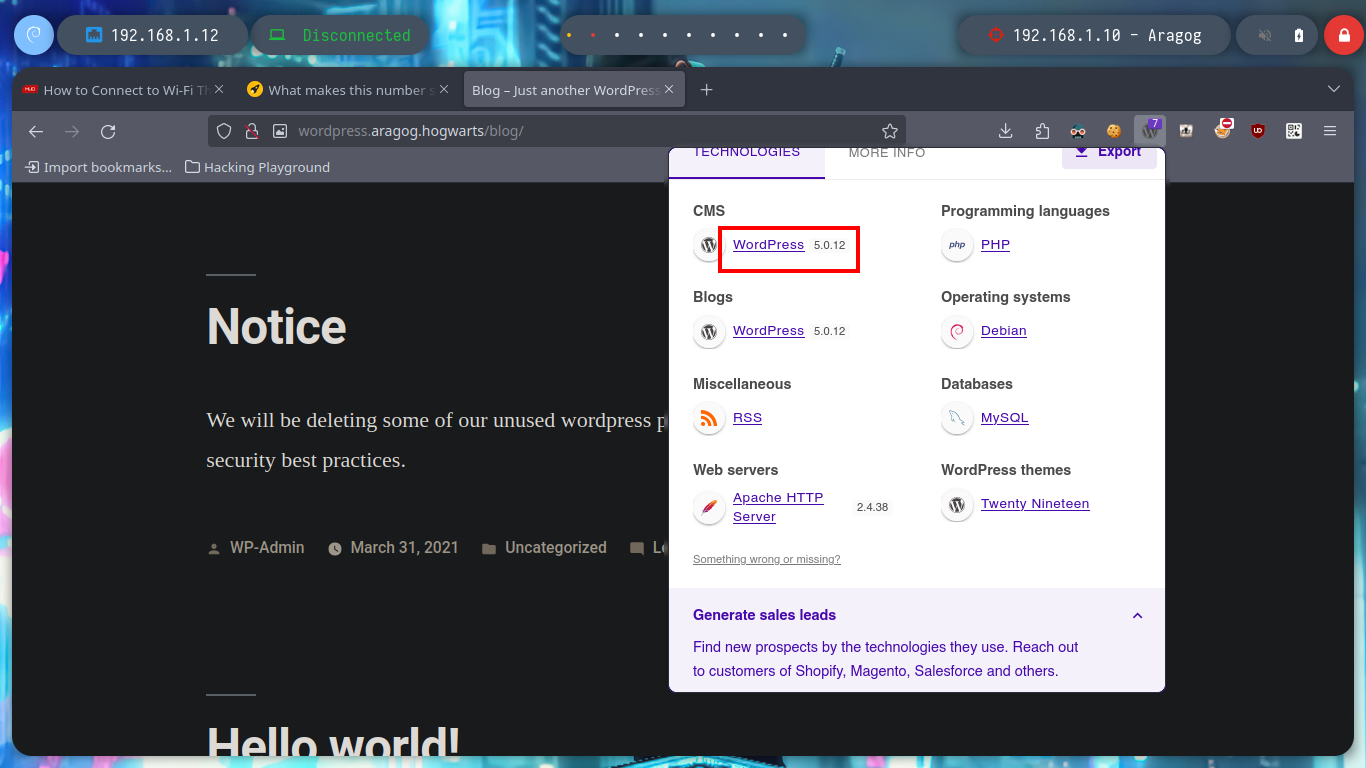 192.168.1.12
Disconnected
192.168.1.10 - Aragog
How to Connect to Wi-Fi Th
What makes this number s
Blog – Just another WordPress
wordpress.aragog.hogwarts/blog/
7
Import bookmarks...
Hacking Playground
TECHNOLOGIES
MORE INFO
Export
CMS
WordPress 5.0.12
Programming languages
php PHP
Blogs
WordPress 5.0.12
Operating systems
Debian
Miscellaneous
RSS
Databases
MySQL
Web servers
Apache HTTP
Server
2.4.38
WordPress themes
Twenty Nineteen
Something wrong or missing?
Generate sales leads
Find new prospects by the technologies they use. Reach out
to customers of Shopify, Magento, Salesforce and others.
Notice
We will be deleting some of our unused wordpress p
security best practices.
WP-Admin March 31, 2021 Uncategorized Le
Hello world!